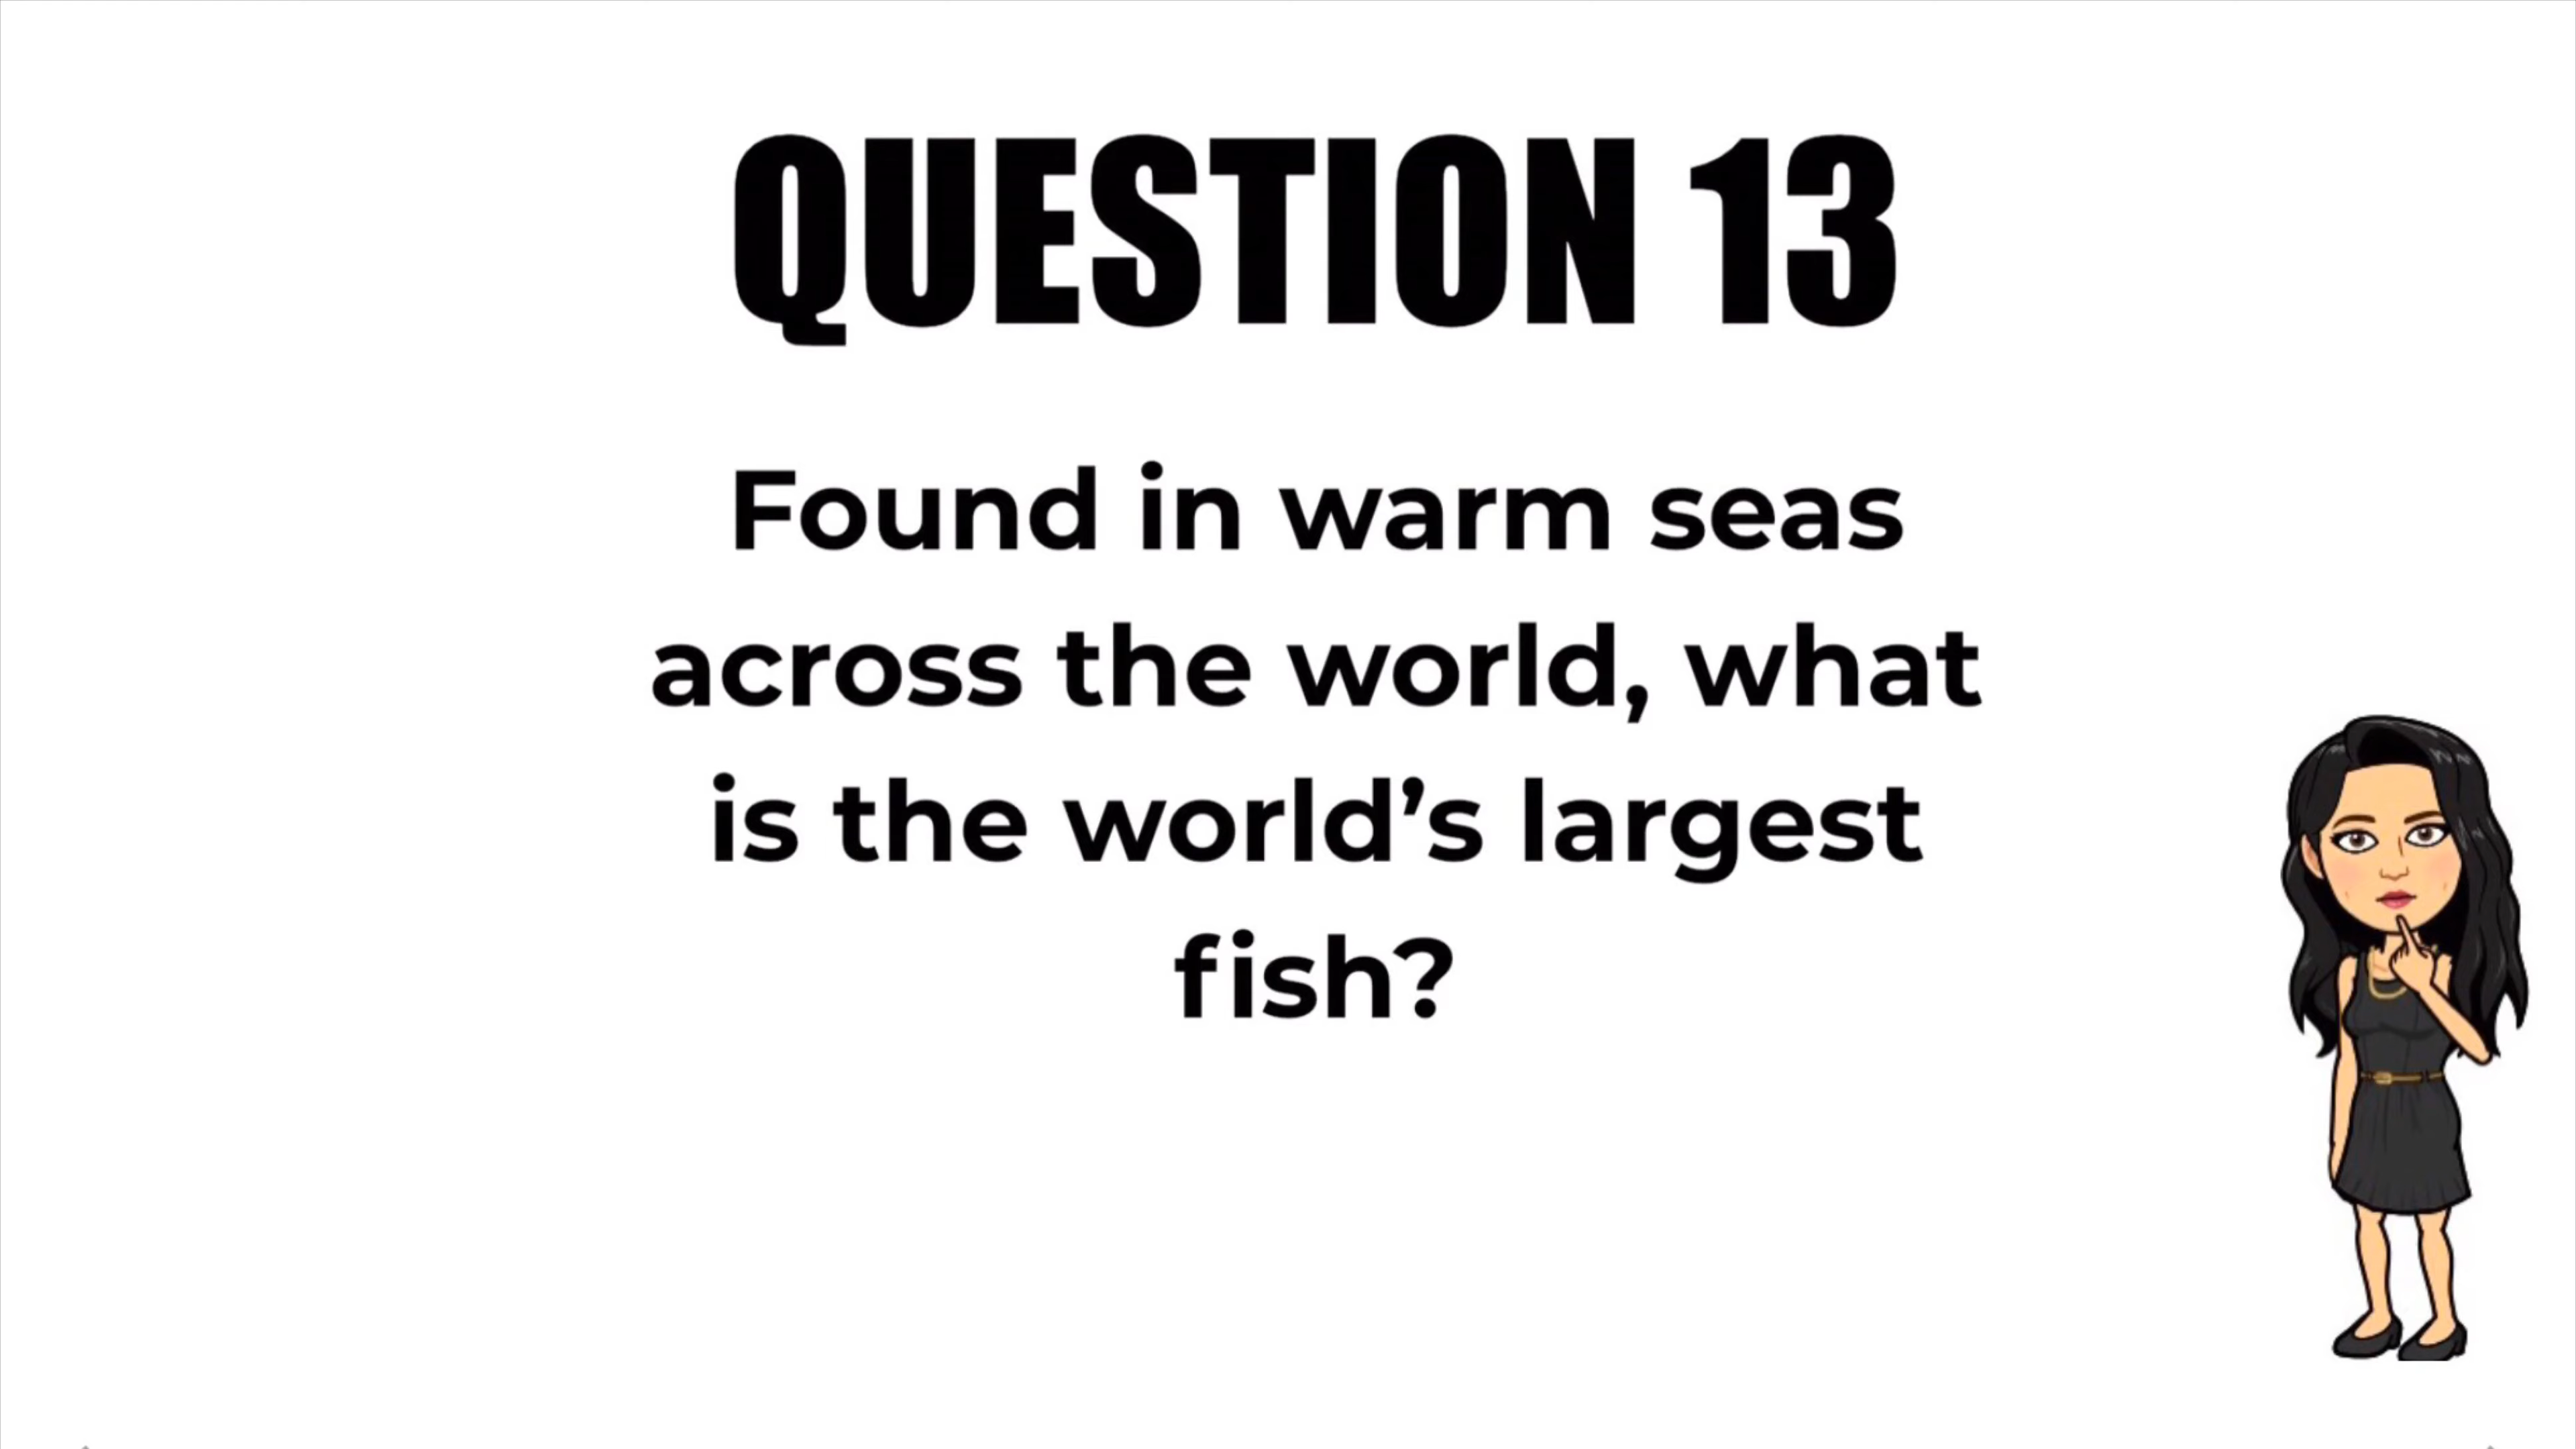 QUESTION 13
Found in warm seas
across the world, what
is the world’s largest
fish?